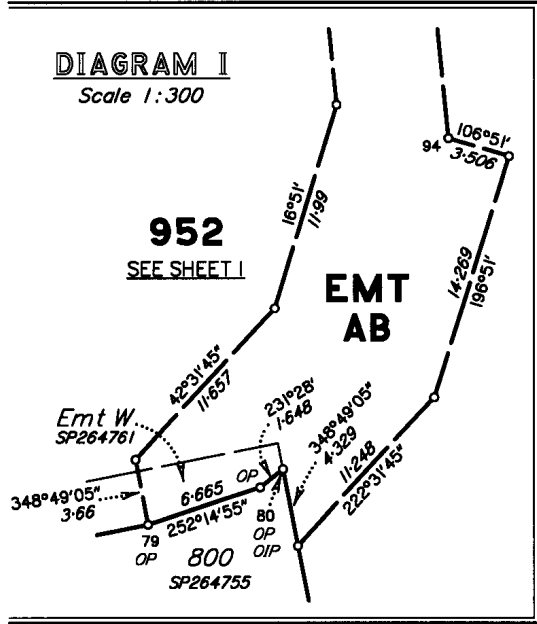 DIAGRAM I
Scale 1:300
106°51'
94
3·506
16°51'
11·99
952
SEE SHEET 1
14·269
196°51'
EMT
AB
42°31'45"
11·657
231°28'
1·648
348°49'05"
4·329
Emt W
SP264761
11·248
222°31'45"
348°49'05"
3·66
6·665
252°14'55"
OP
A
80
OP
OIP
79
OP
800
SP264755